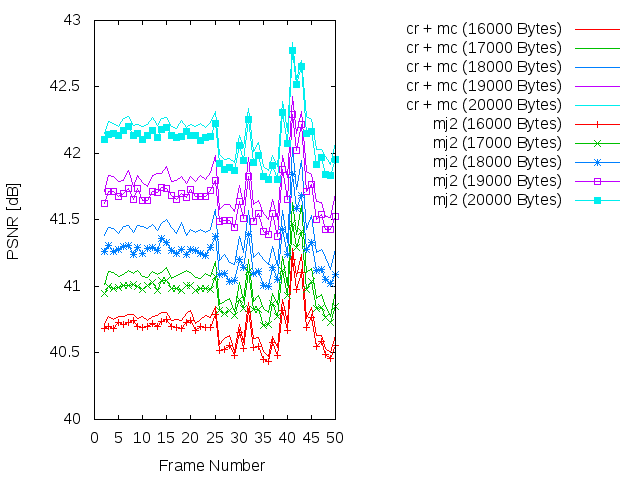 43
42.5
42
41.5
41
40.5
40
PSNR [dB]
0 5 10 15 20 25 30 35 40 45 50
Frame Number
cr + mc (16000 Bytes)
cr + mc (17000 Bytes)
cr + mc (18000 Bytes)
cr + mc (19000 Bytes)
cr + mc (20000 Bytes)
mj2 (16000 Bytes)
mj2 (17000 Bytes)
mj2 (18000 Bytes)
mj2 (19000 Bytes)
mj2 (20000 Bytes)